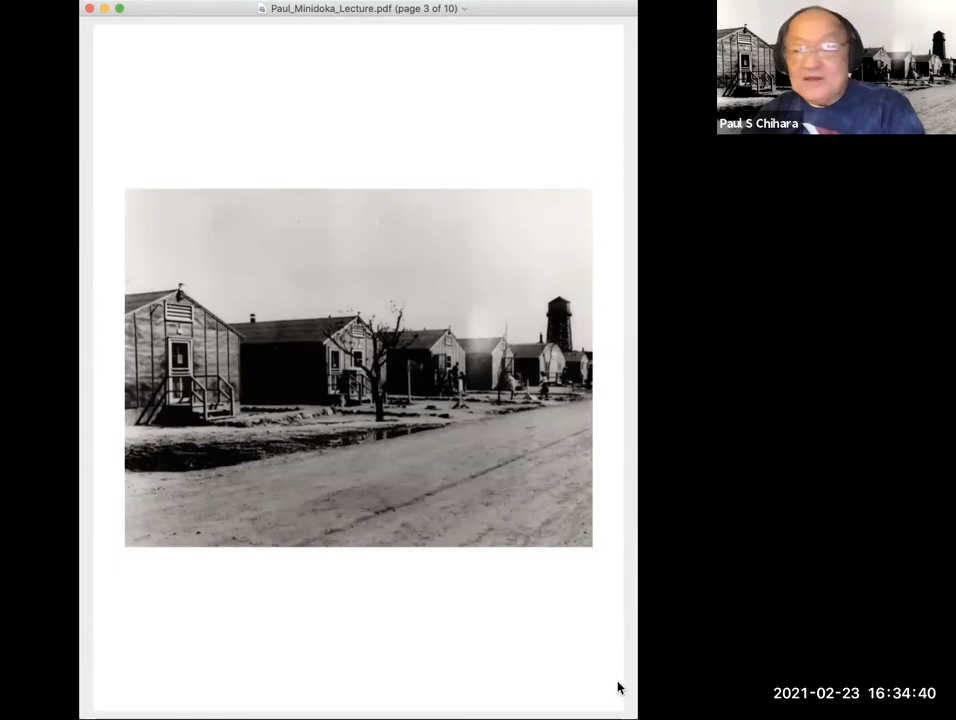 Paul_Minidoka_Lecture.pdf (page 3 of 10)
Paul S Chihara
2021-02-23 16:34:40